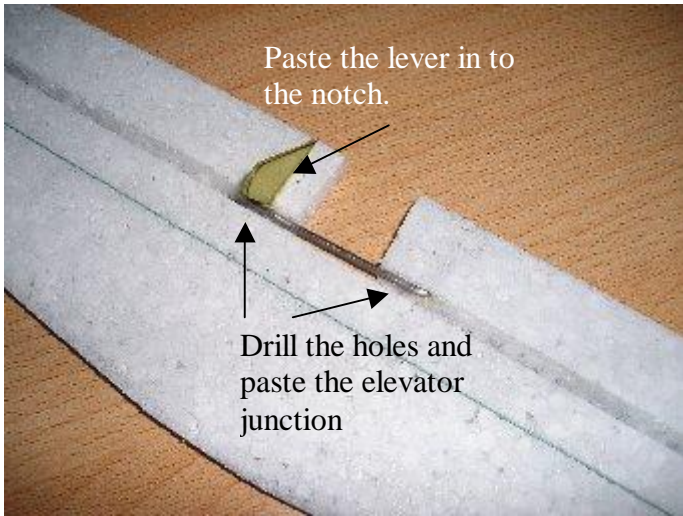 Paste the lever in to
the notch.
Drill the holes and
paste the elevator
junction